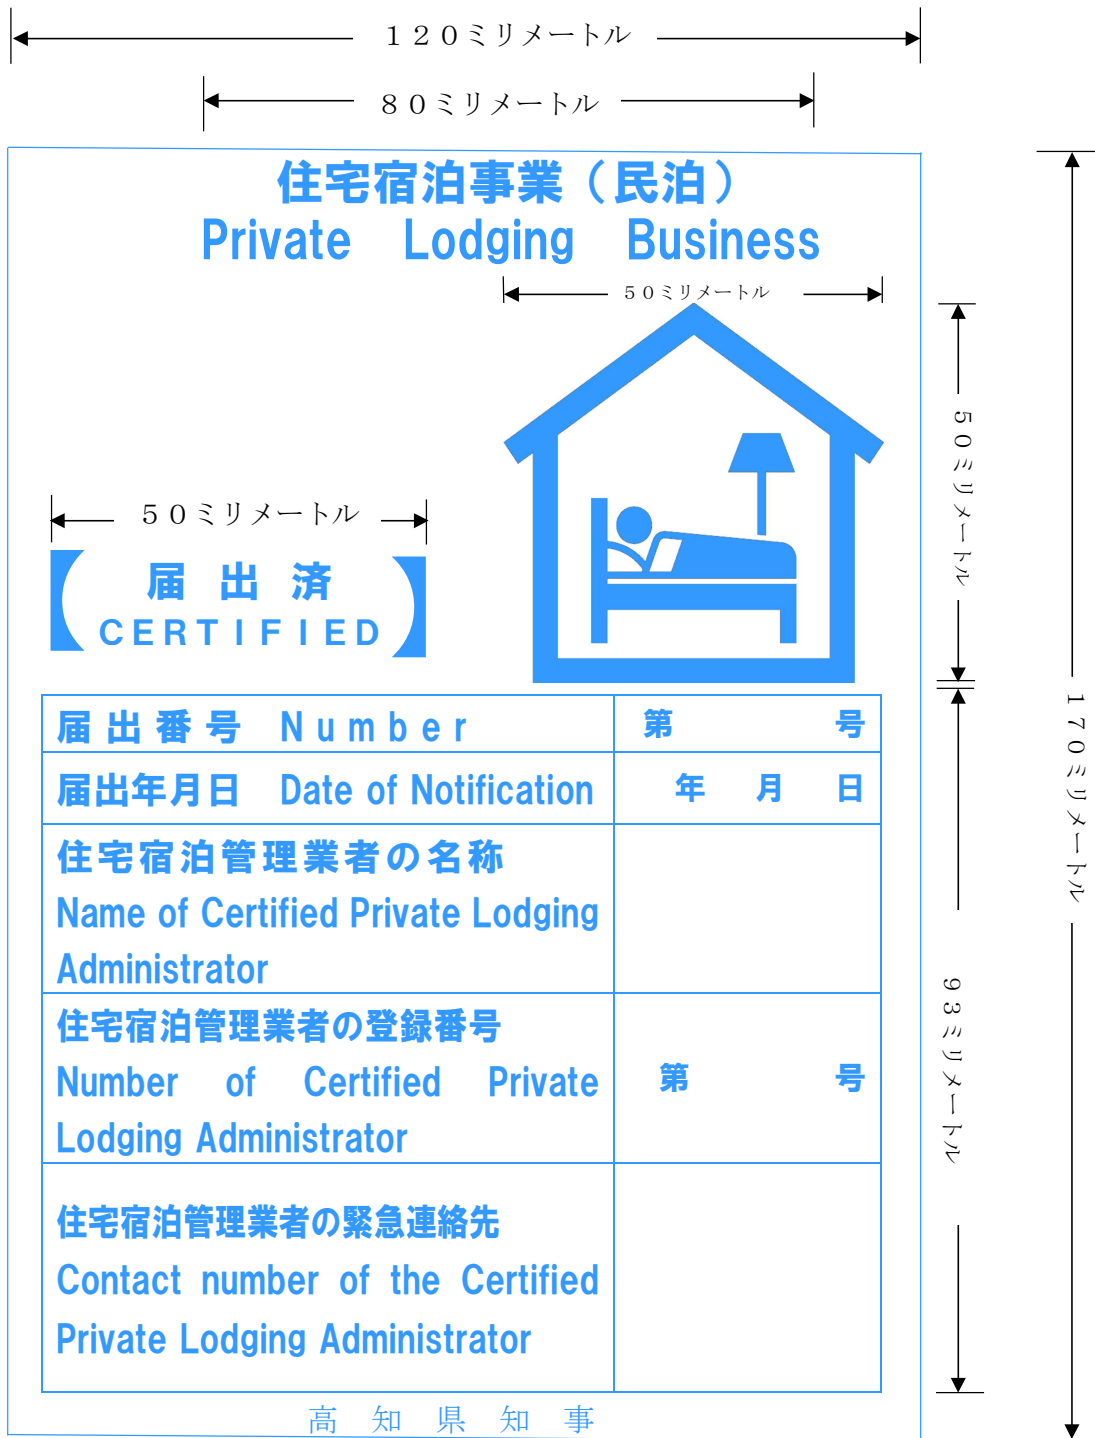 １２０ミリメートル
８０ミリメートル
住宅宿泊事業（民泊）
Private Lodging Business
５０ミリメートル
５０ミリメートル
５０ミリメートル
届出済
ＣＥＲＴＩＦＩＥＤ
１７０ミリメートル
届出番号 Number
第 号
届出年月日 Date of Notification
年 月 日
住宅宿泊管理業者の名称
Name of Certified Private Lodging
Administrator
住宅宿泊管理業者の登録番号
Number of Certified Private
Lodging Administrator
第 号
９３ミリメートル
住宅宿泊管理業者の緊急連絡先
Contact number of the Certified
Private Lodging Administrator
高知県知事